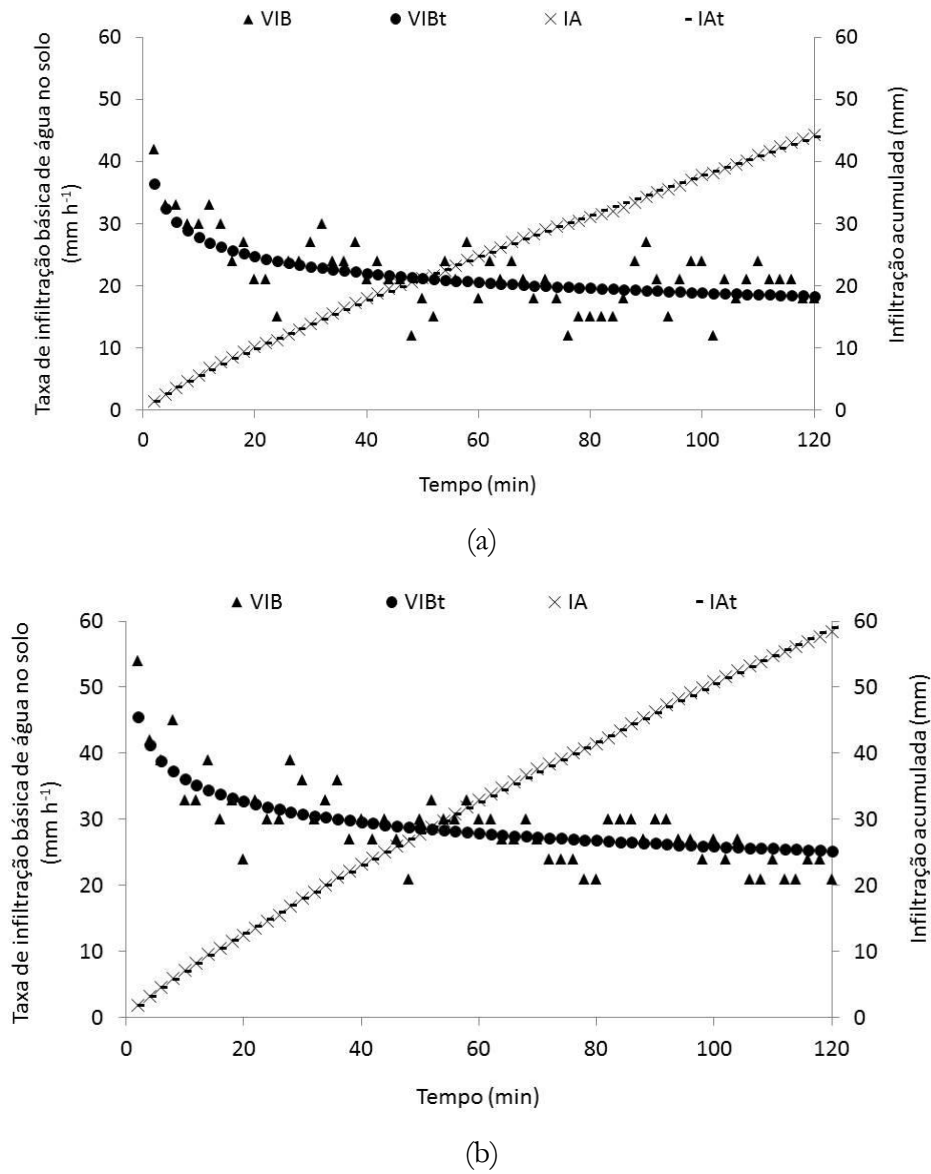 VIB VIBt IA IAt
60 60
50 50
40 40
30 30
20 20
10 10
0 0
0 20 40 60 80 100 120
Taxa de infiltração básica de água no solo
(mm h⁻¹)
Infiltração acumulada (mm)
Tempo (min)
(a)
VIB VIBt IA IAt
60 60
50 50
40 40
30 30
20 20
10 10
0 0
0 20 40 60 80 100 120
Taxa de infiltração básica de água no solo
(mm h⁻¹)
Infiltração acumulada (mm)
Tempo (min)
(b)